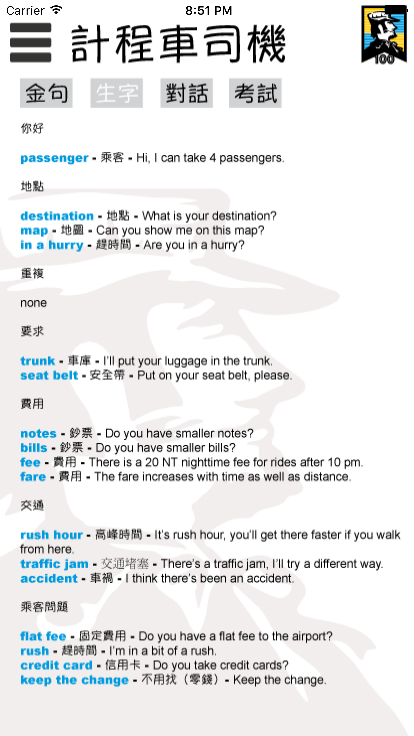 Carrier 8:51 PM
計程車司機
100
金句 生字 對話 考試
你好
passenger - 乘客 - Hi, I can take 4 passengers.
地點
destination - 地點 - What is your destination?
map - 地圖 - Can you show me on this map?
in a hurry - 趕時間 - Are you in a hurry?
重複
none
要求
trunk - 車庫 - I'll put your luggage in the trunk.
seat belt - 安全帶 - Put on your seat belt, please.
費用
notes - 鈔票 - Do you have smaller notes?
bills - 鈔票 - Do you have smaller bills?
fee - 費用 - There is a 20 NT nighttime fee for rides after 10 pm.
fare - 費用 - The fare increases with time as well as distance.
交通
rush hour - 高峰時間 - It's rush hour, you'll get there faster if you walk
from here.
traffic jam - 交通堵塞 - There's a traffic jam, I'll try a different way.
accident - 車禍 - I think there's been an accident.
乘客問題
flat fee - 固定費用 - Do you have a flat fee to the airport?
rush - 趕時間 - I'm in a bit of a rush.
credit card - 信用卡 - Do you take credit cards?
keep the change - 不用找（零錢）- Keep the change.